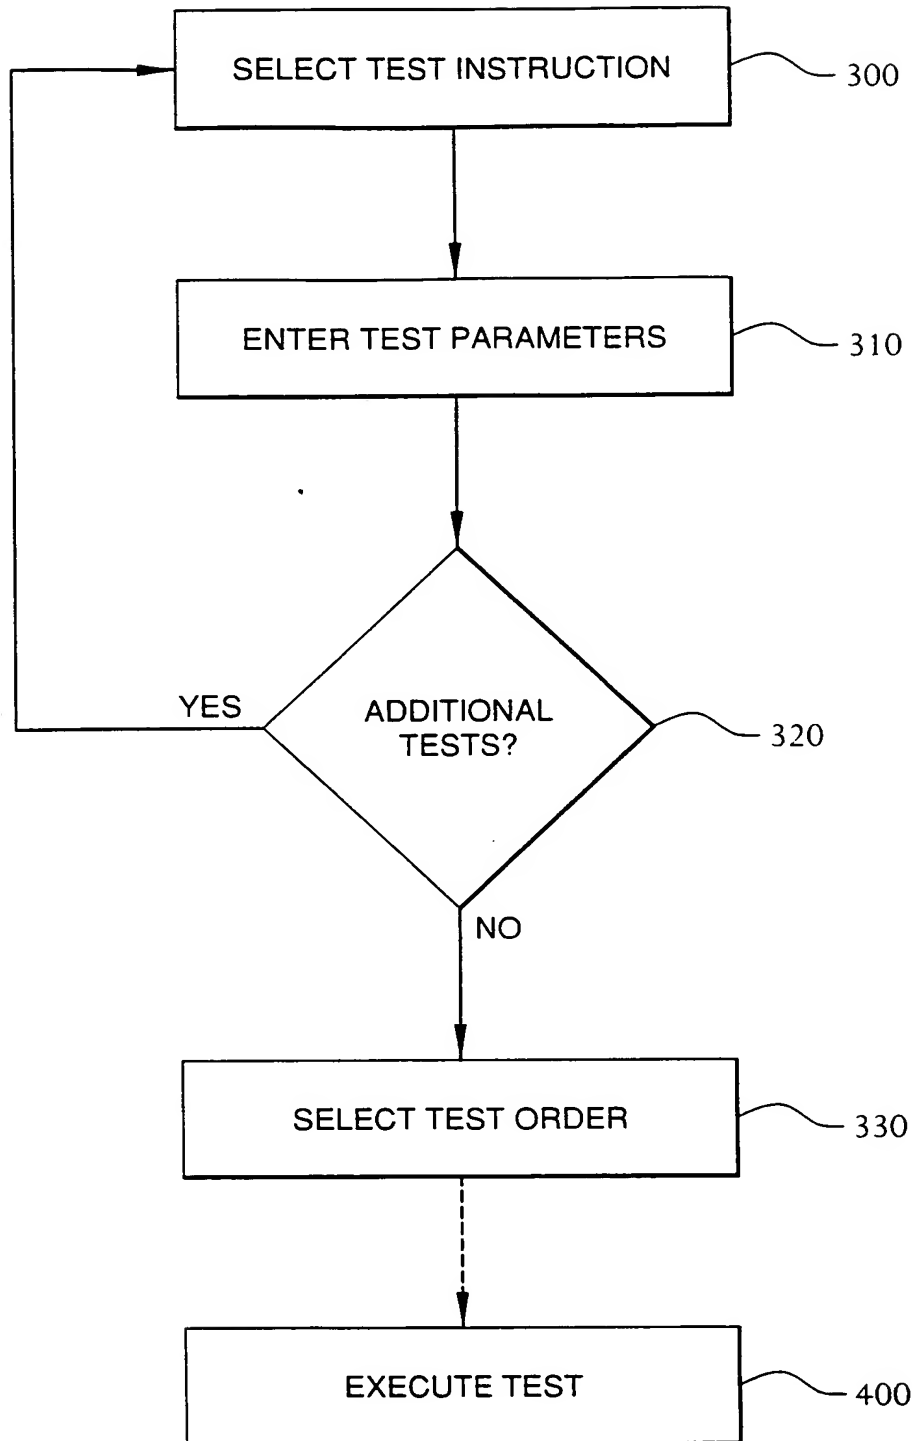 SELECT TEST INSTRUCTION
300
ENTER TEST PARAMETERS
310
YES
ADDITIONAL
TESTS?
320
NO
SELECT TEST ORDER
330
EXECUTE TEST
400